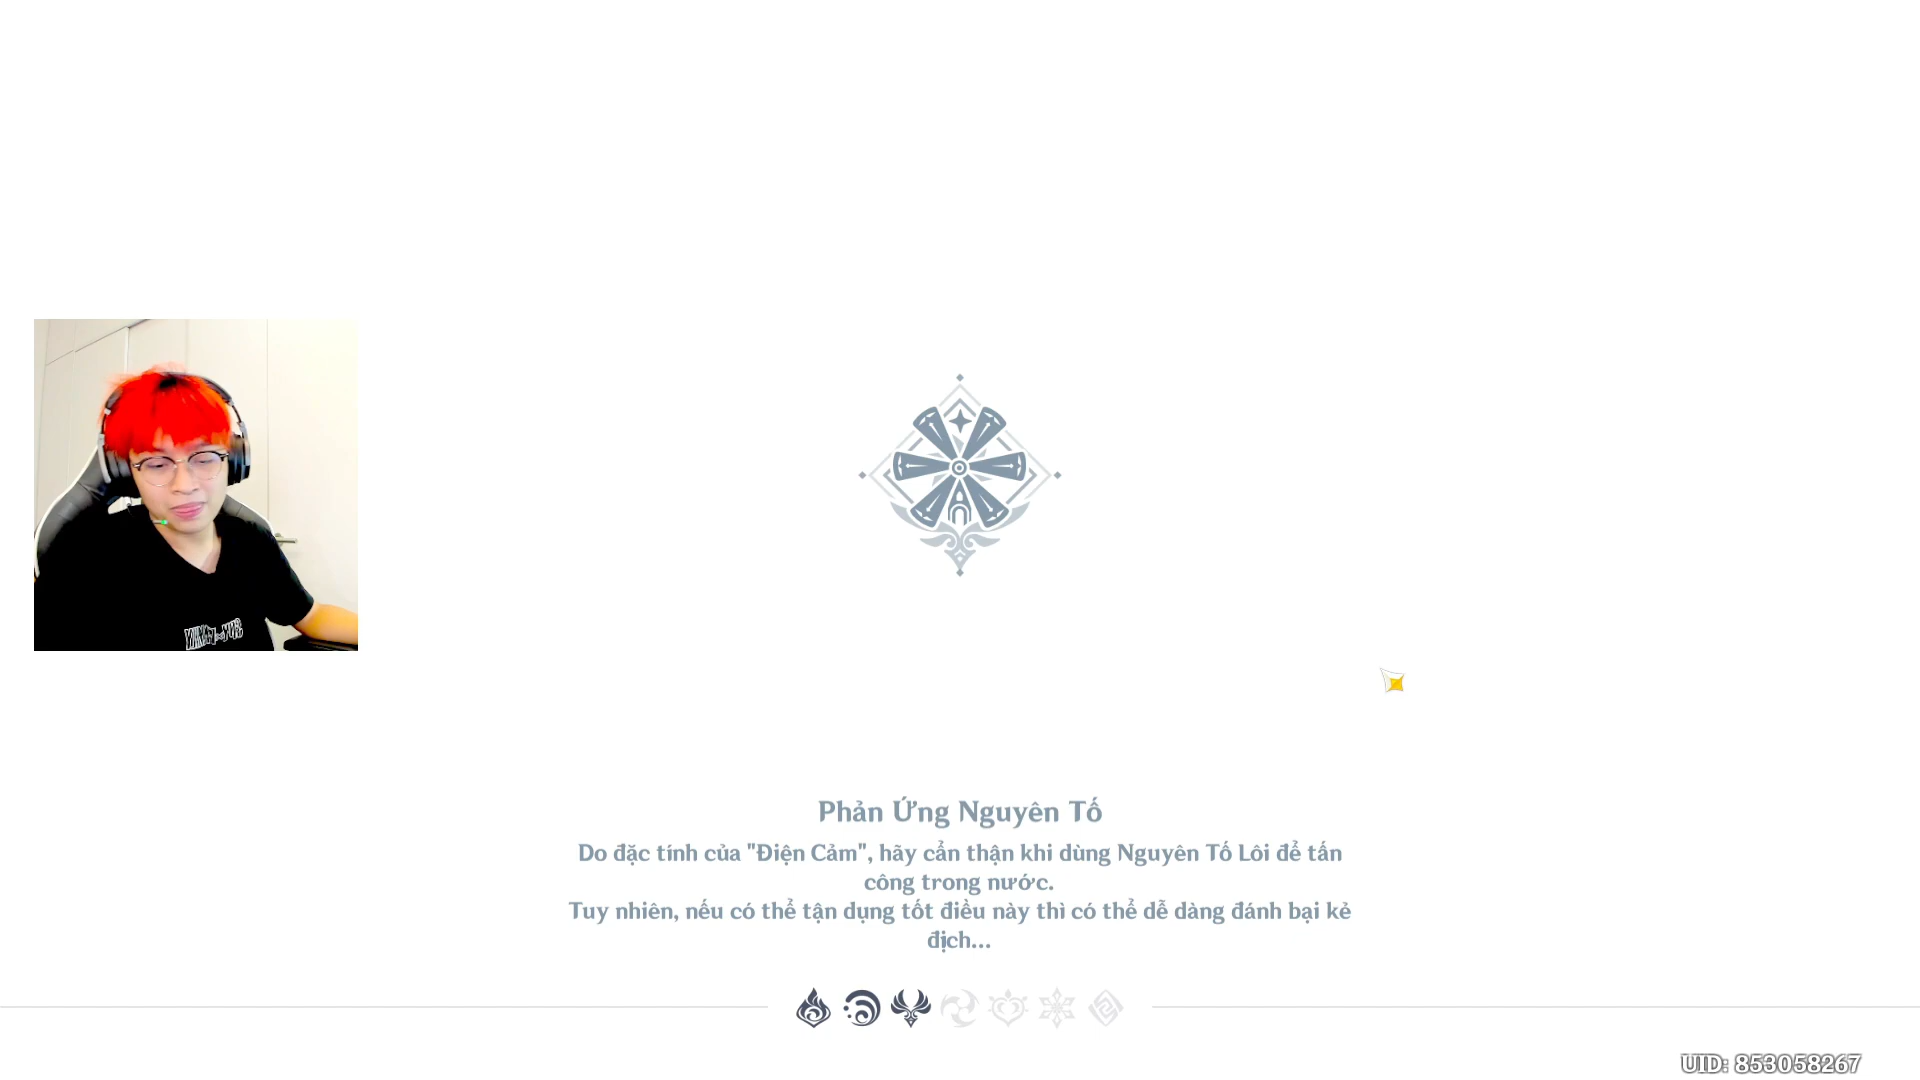 Phản Ứng Nguyên Tố
Do đặc tính của "Điện Cảm", hãy cẩn thận khi dùng Nguyên Tố Lôi để tấn
công trong nước.
Tuy nhiên, nếu có thể tận dụng tốt điều này thì có thể dễ dàng đánh bại kẻ
địch...
UID: 853058267